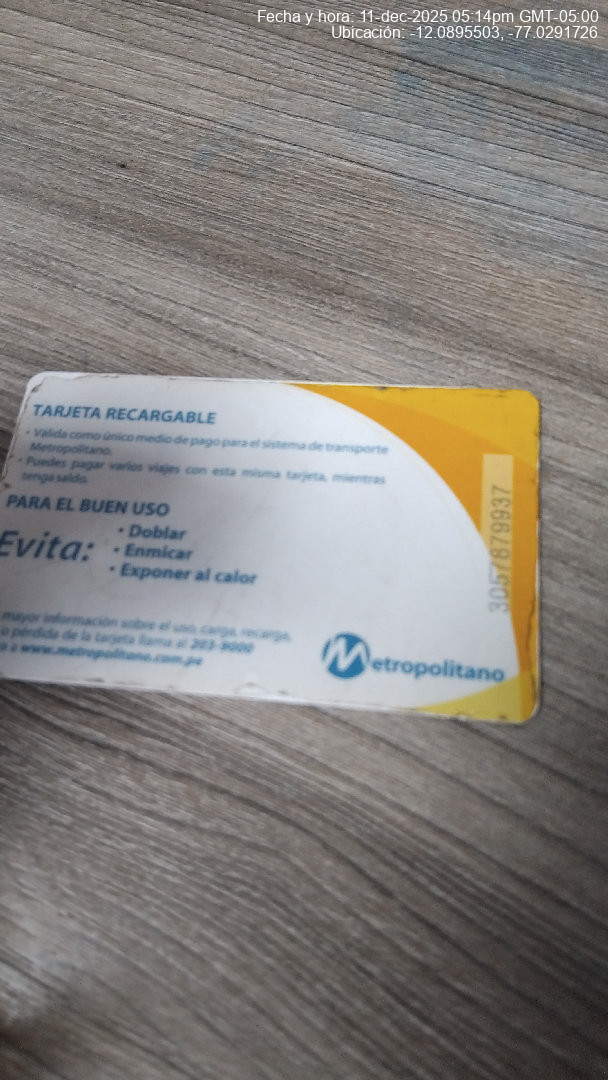 Fecha y hora: 11-dec-2025 05:14pm GMT-05:00
Ubicación: -12.0895503, -77.0291726
TARJETA RECARGABLE
• Válida como único medio de pago para el sistema de transporte
Metropolitano.
• Puedes pagar varios viajes con esta misma tarjeta, mientras
tenga saldo.
PARA EL BUEN USO
Evita:
• Doblar
• Enmicar
• Exponer al calor
mayor información sobre el uso, carga, recarga,
o pérdida de la tarjeta llama al 203-9000
a www.metropolitano.com.pe
Metropolitano
3057879937